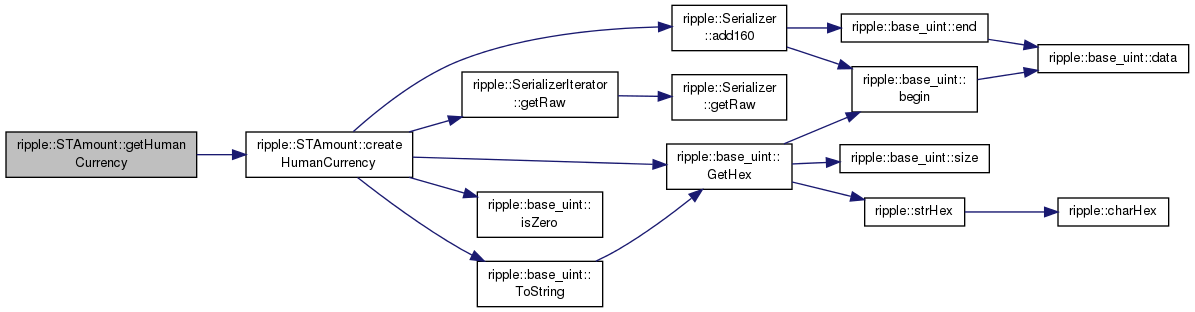 ripple::STAmount::getHuman
Currency
ripple::STAmount::create
HumanCurrency
ripple::Serializer
::add160
ripple::SerializerIterator
::getRaw
ripple::base_uint::
isZero
ripple::base_uint::
ToString
ripple::Serializer
::getRaw
ripple::base_uint::
GetHex
ripple::base_uint::end
ripple::base_uint::
begin
ripple::base_uint::size
ripple::strHex
ripple::base_uint::data
ripple::charHex